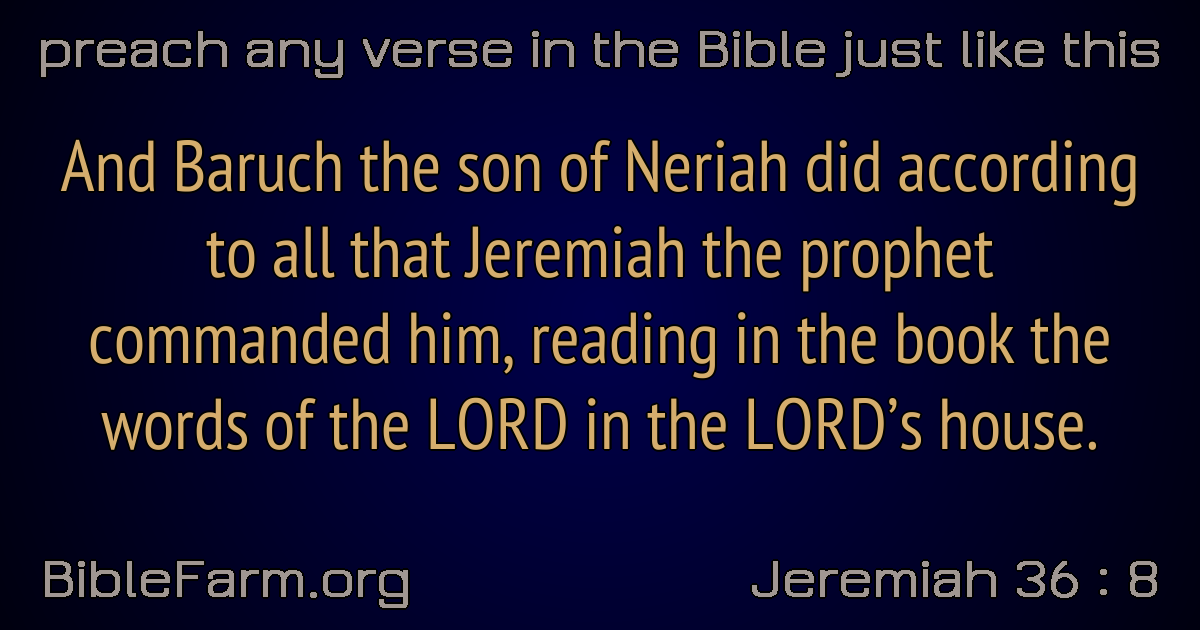 preach any verse in the Bible just like this
And Baruch the son of Neriah did according
to all that Jeremiah the prophet
commanded him, reading in the book the
words of the LORD in the LORD’s house.
BibleFarm.org
Jeremiah 36 : 8